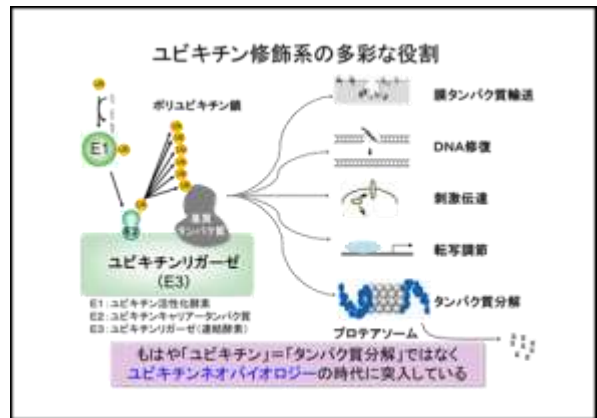 ユビキチン修飾系の多彩な役割
ポリユビキチン鎖
E1
E2
基質
タンパク質
ユビキチンリガーゼ
(E3)
E1:ユビキチン活性化酵素
E2:ユビキチンキャリアータンパク質
E3:ユビキチンリガーゼ(連結酵素)
膜タンパク質輸送
DNA修復
刺激伝達
転写調節
タンパク質分解
プロテアソーム
もはや「ユビキチン」=「タンパク質分解」ではなく
ユビキチンネオバイオロジーの時代に突入している